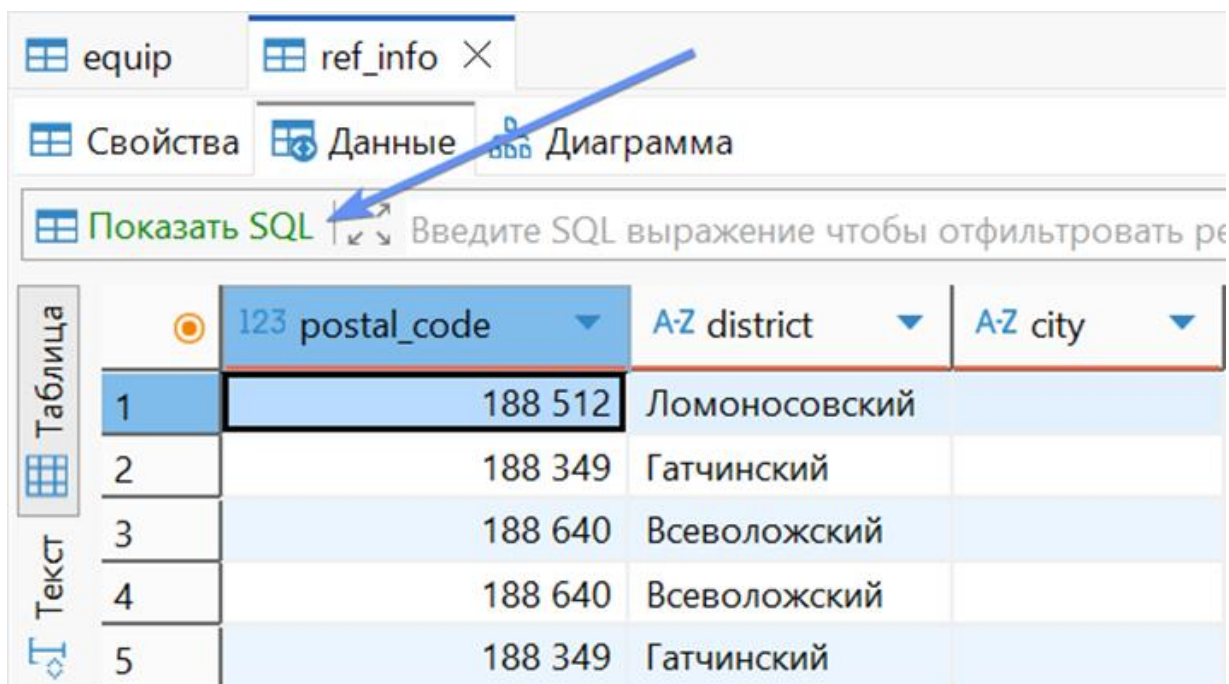 equip ref_info
Свойства Данные Диаграмма
Показать SQL Введите SQL выражение чтобы отфильтровать ре
Таблица
Текст
123 postal_code A-Z district A-Z city
1 188 512 Ломоносовский
2 188 349 Гатчинский
3 188 640 Всеволожский
4 188 640 Всеволожский
5 188 349 Гатчинский